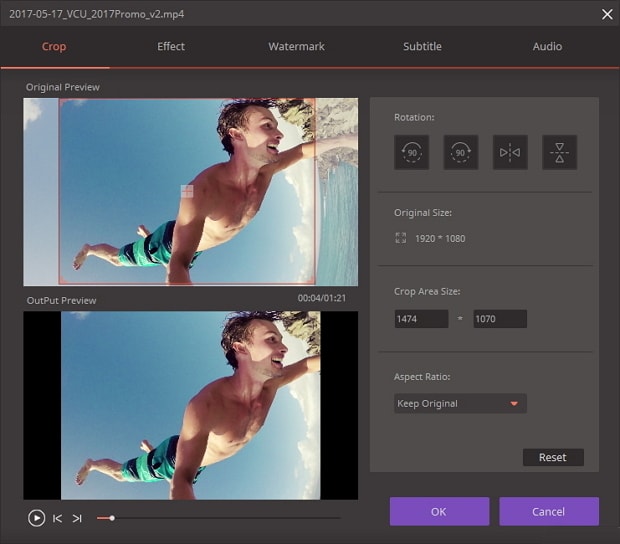 2017-05-17_VCU_2017Promo_v2.mp4
Crop
Effect
Watermark
Subtitle
Audio
Original Preview
Rotation:
90
90
Original Size:
1920 * 1080
OutPut Preview
00:04/01:21
Crop Area Size:
1474 * 1070
Aspect Ratio:
Keep Original
Reset
OK
Cancel